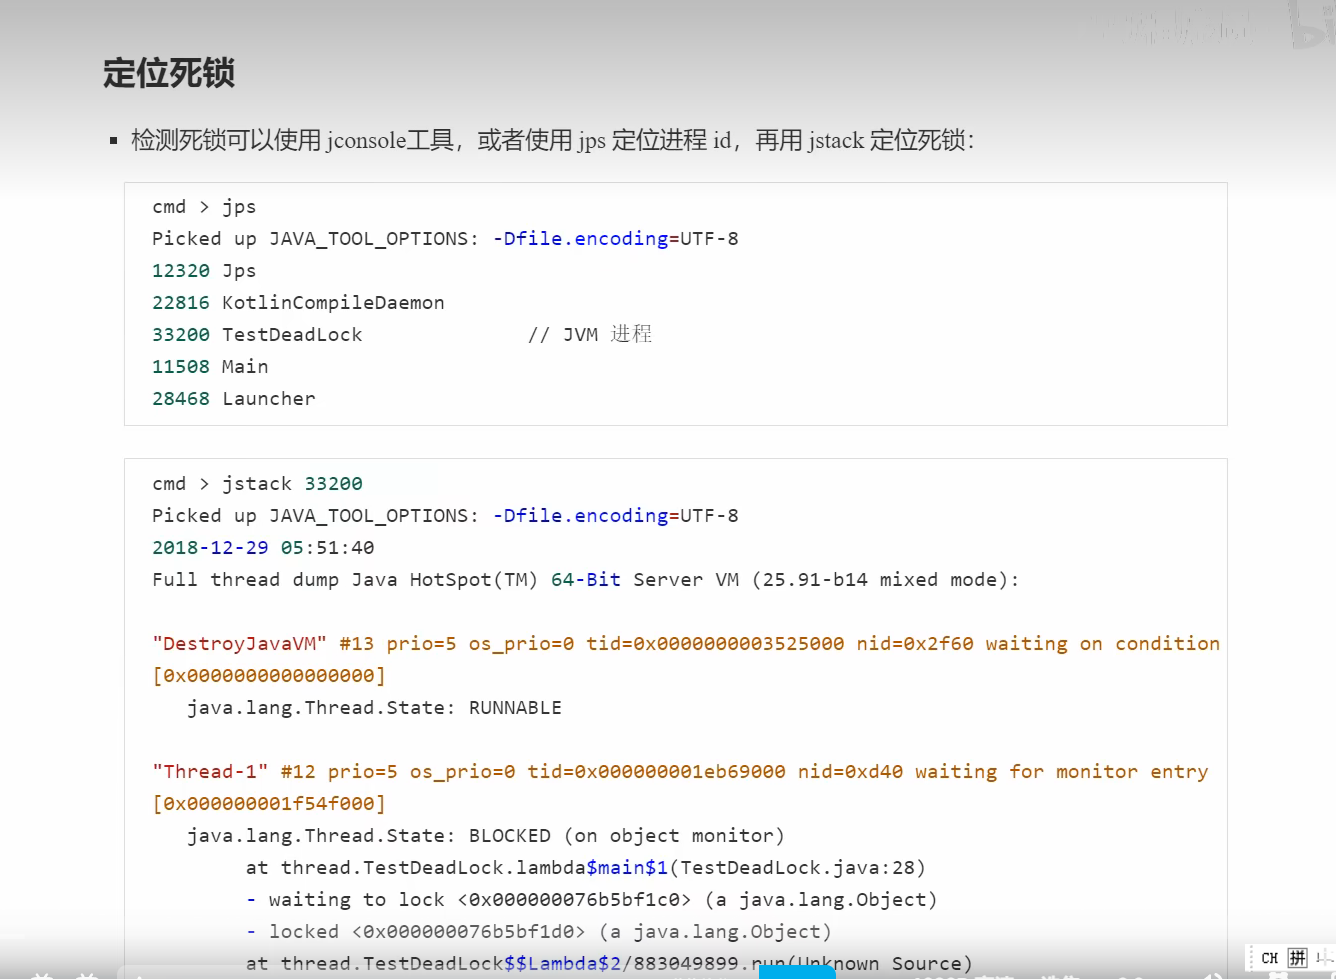 定位死锁
▪ 检测死锁可以使用 jconsole工具，或者使用 jps 定位进程 id，再用 jstack 定位死锁：
cmd > jps
Picked up JAVA_TOOL_OPTIONS: -Dfile.encoding=UTF-8
12320 Jps
22816 KotlinCompileDaemon
33200 TestDeadLock // JVM 进程
11508 Main
28468 Launcher
cmd > jstack 33200
Picked up JAVA_TOOL_OPTIONS: -Dfile.encoding=UTF-8
2018-12-29 05:51:40
Full thread dump Java HotSpot(TM) 64-Bit Server VM (25.91-b14 mixed mode):
"DestroyJavaVM" #13 prio=5 os_prio=0 tid=0x0000000003525000 nid=0x2f60 waiting on condition
[0x0000000000000000]
java.lang.Thread.State: RUNNABLE
"Thread-1" #12 prio=5 os_prio=0 tid=0x000000001eb69000 nid=0xd40 waiting for monitor entry
[0x000000001f54f000]
java.lang.Thread.State: BLOCKED (on object monitor)
at thread.TestDeadLock.lambda$main$1(TestDeadLock.java:28)
- waiting to lock <0x000000076b5bf1c0> (a java.lang.Object)
- locked <0x000000076b5bf1d0> (a java.lang.Object)
at thread.TestDeadLock$$Lambda$2/883049899.run(Unknown Source)
CH 拼